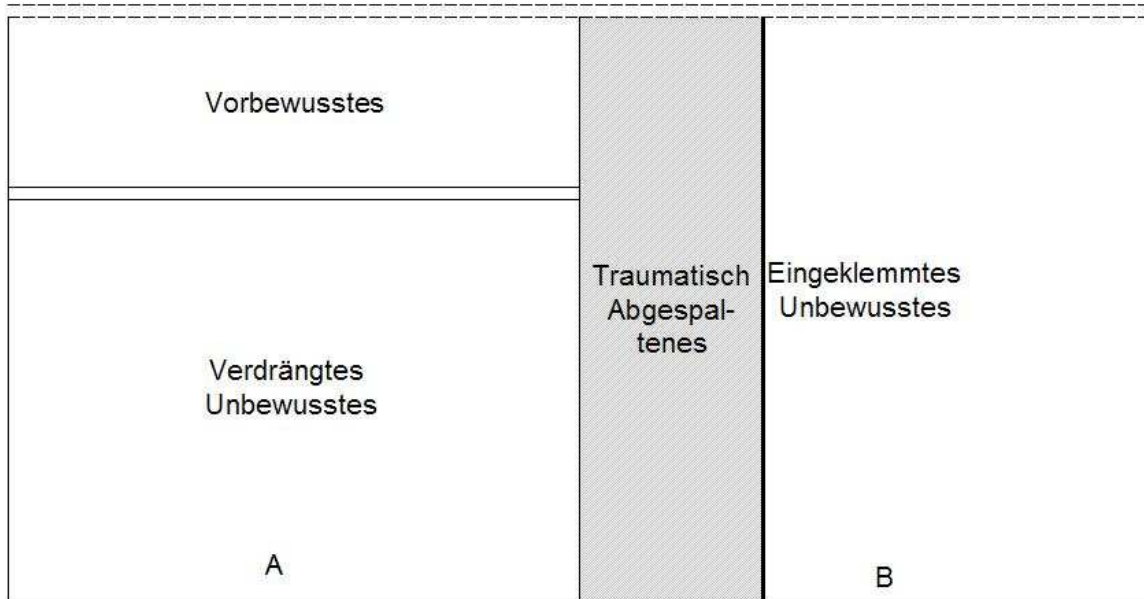 Vorbewusstes
Verdrängtes
Unbewusstes
A
Traumatisch
Abgespal-
tenes
Eingeklemmtes
Unbewusstes
B